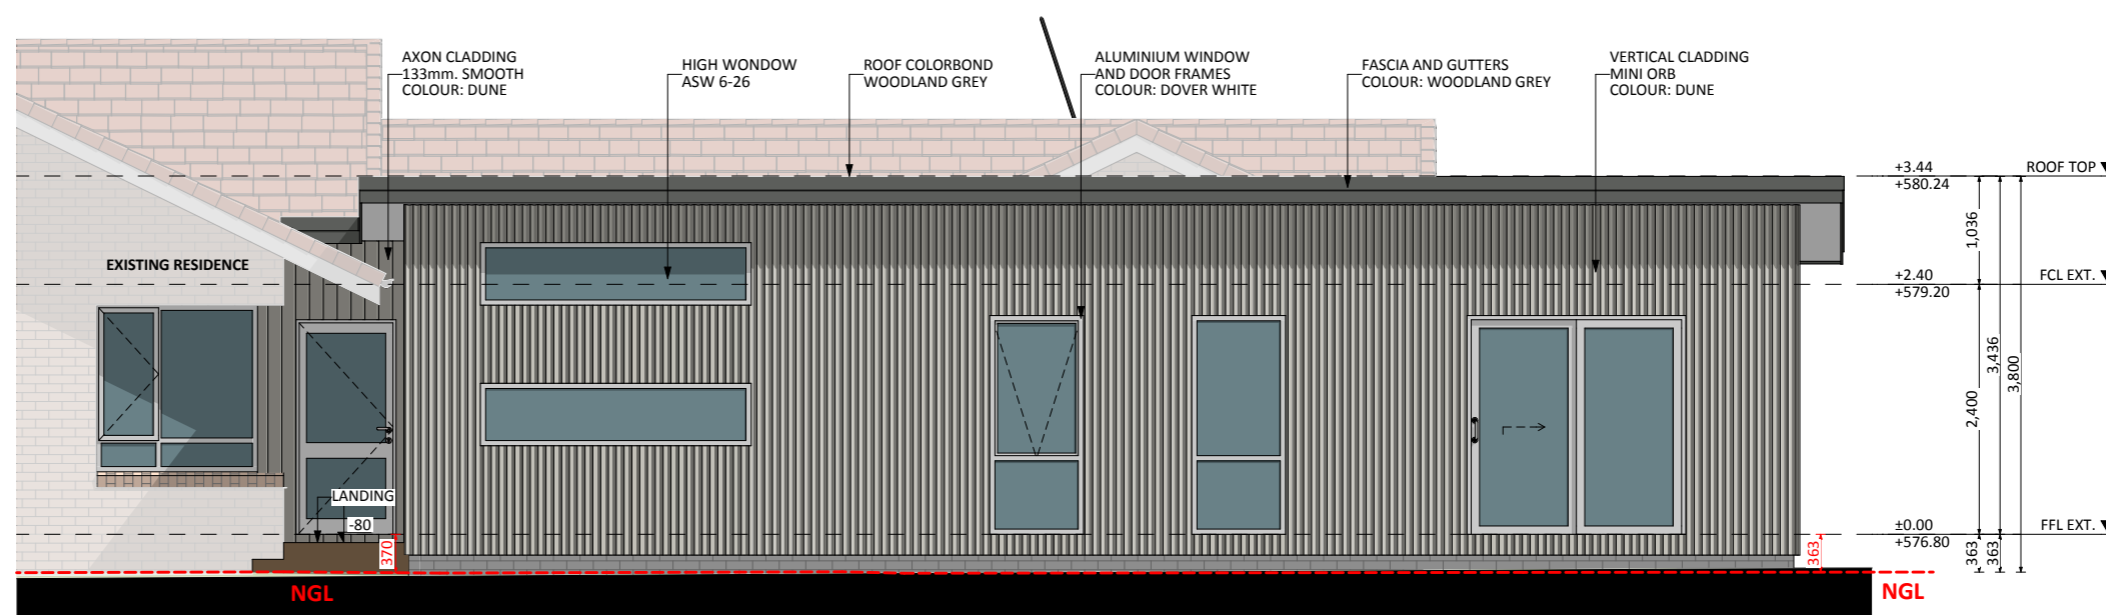 AXON CLADDING
133mm. SMOOTH
COLOUR: DUNE
HIGH WONDOW
ASW 6-26
ROOF COLORBOND
WOODLAND GREY
ALUMINIUM WINDOW
AND DOOR FRAMES
COLOUR: DOVER WHITE
FASCIA AND GUTTERS
COLOUR: WOODLAND GREY
VERTICAL CLADDING
MINI ORB
COLOUR: DUNE
+3.44
+580.24
ROOF TOP
1,036
EXISTING RESIDENCE
+2.40
+579.20
FCL EXT.
2,400
3,436
3,800
LANDING
-80
370
±0.00
+576.80
FFL EXT.
363
363
363
NGL
NGL